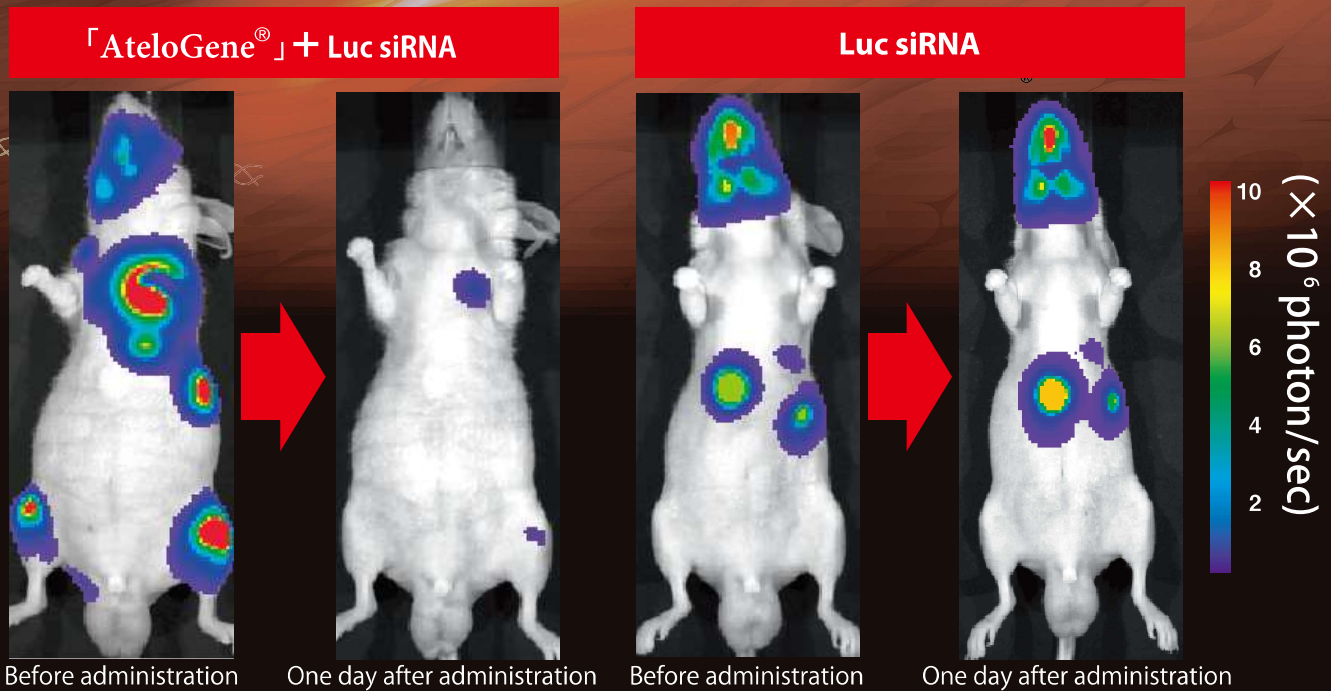 「AteloGene®」+ Luc siRNA
Luc siRNA
®
10
8
6
4
2
(×10⁶ photon/sec)
Before administration
One day after administration
Before administration
One day after administration